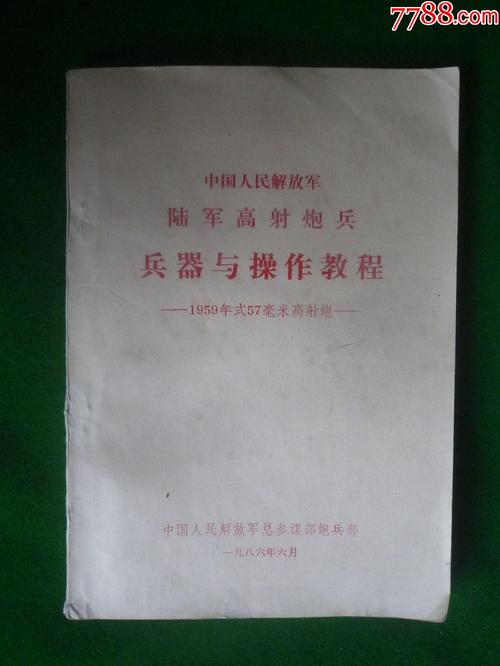 7788.com
中国人民解放军
陆军高射炮兵
兵器与操作教程
——1959年式57毫米高射炮——
中国人民解放军总参谋部炮兵部
一九八六年六月